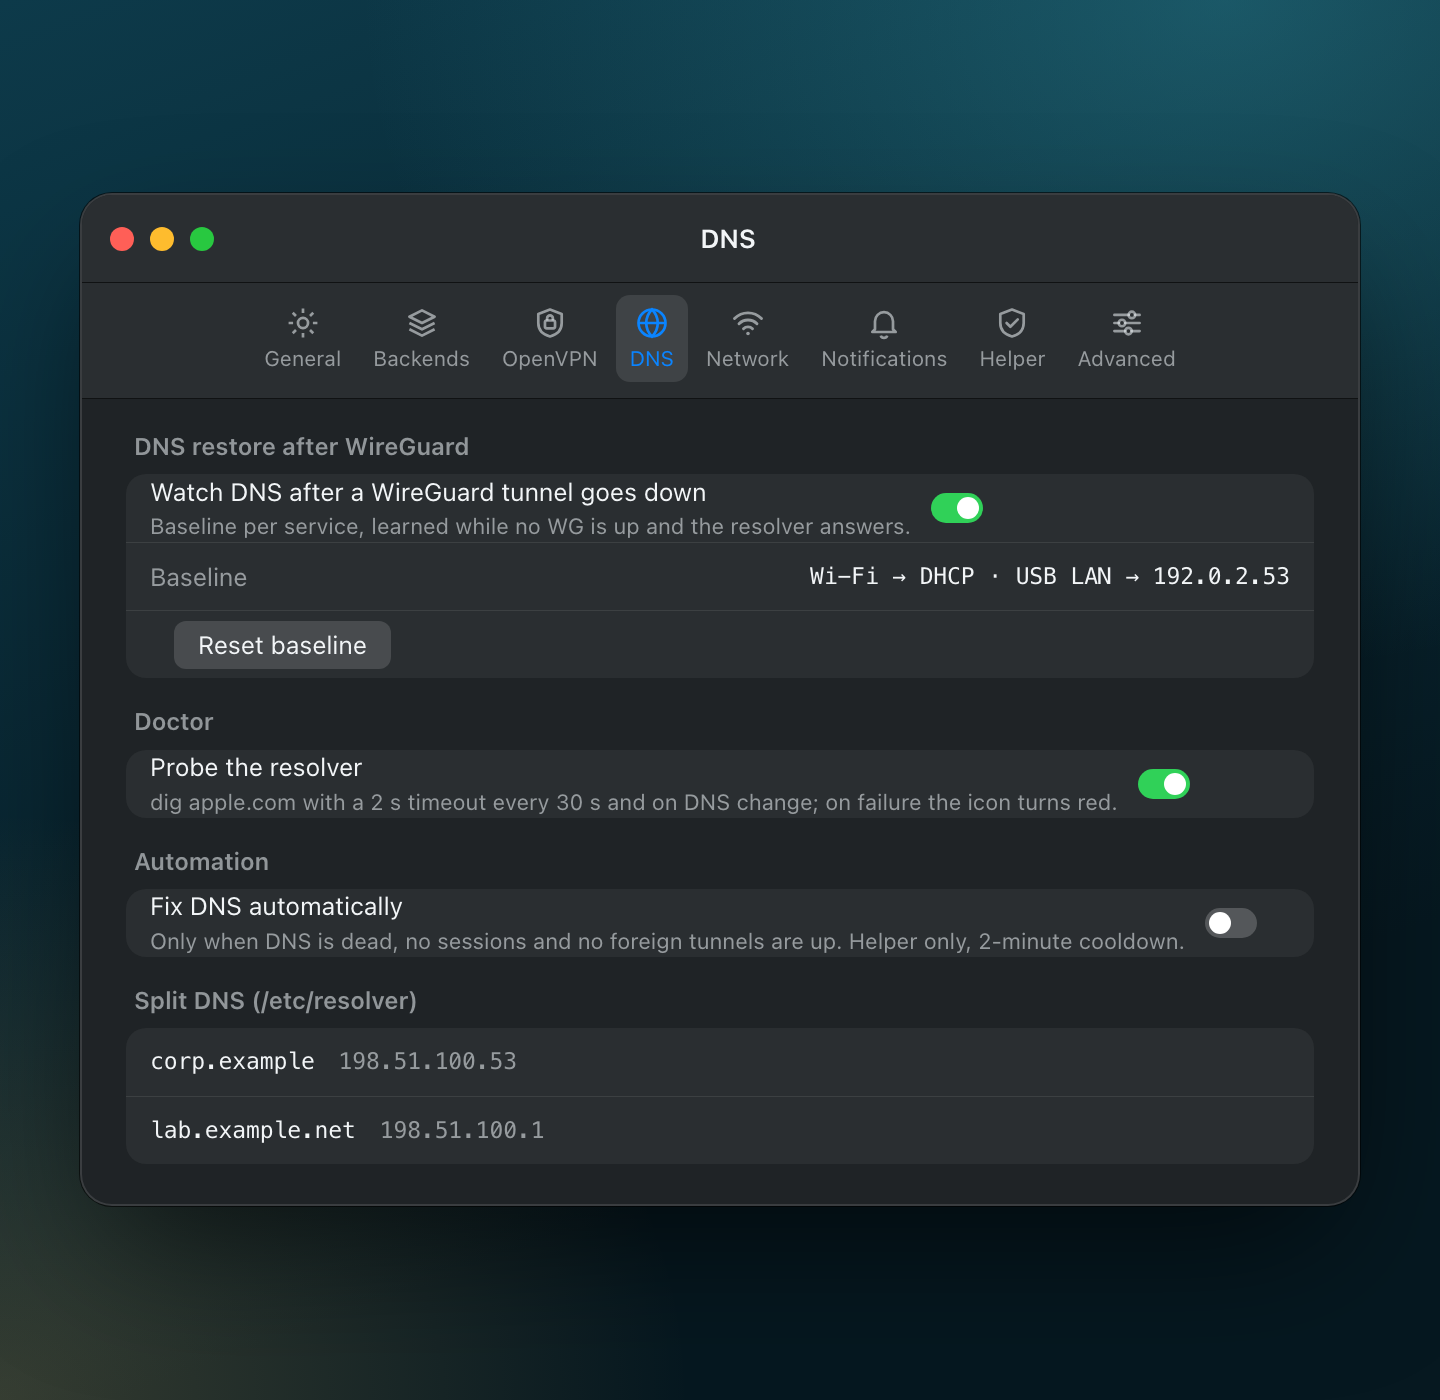 DNS
General Backends OpenVPN DNS Network Notifications Helper Advanced
DNS restore after WireGuard
Watch DNS after a WireGuard tunnel goes down
Baseline per service, learned while no WG is up and the resolver answers.
Baseline Wi-Fi → DHCP · USB LAN → 192.0.2.53
Reset baseline
Doctor
Probe the resolver
dig apple.com with a 2 s timeout every 30 s and on DNS change; on failure the icon turns red.
Automation
Fix DNS automatically
Only when DNS is dead, no sessions and no foreign tunnels are up. Helper only, 2-minute cooldown.
Split DNS (/etc/resolver)
corp.example 198.51.100.53
lab.example.net 198.51.100.1